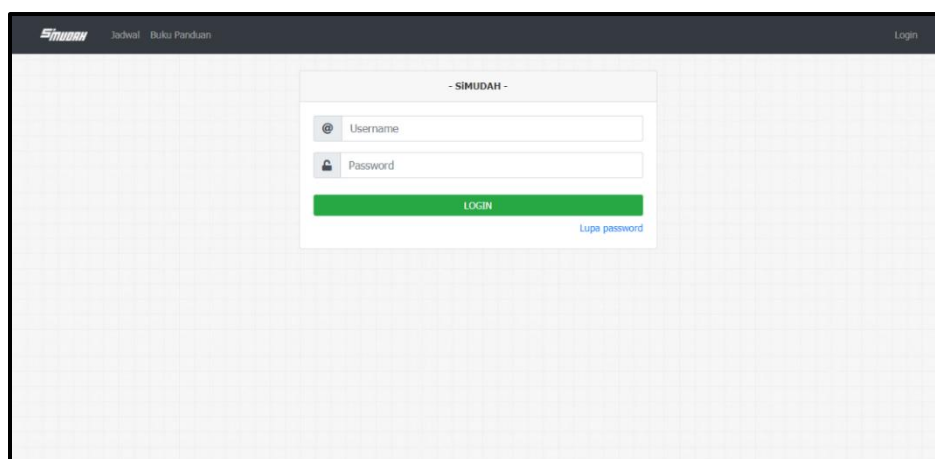 SiMUDAH Jadwal Buku Panduan Login
- SiMUDAH -
@ Username
Password
LOGIN
Lupa password